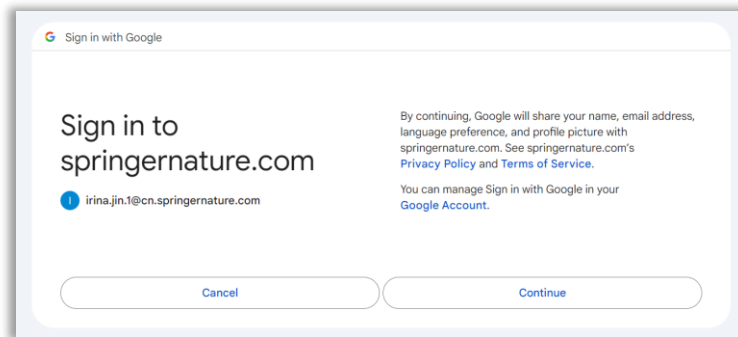 Sign in with Google
Sign in to
springernature.com
I irina.jin.1@cn.springernature.com
By continuing, Google will share your name, email address,
language preference, and profile picture with
springernature.com. See springernature.com's
Privacy Policy and Terms of Service.
You can manage Sign in with Google in your
Google Account.
Cancel
Continue